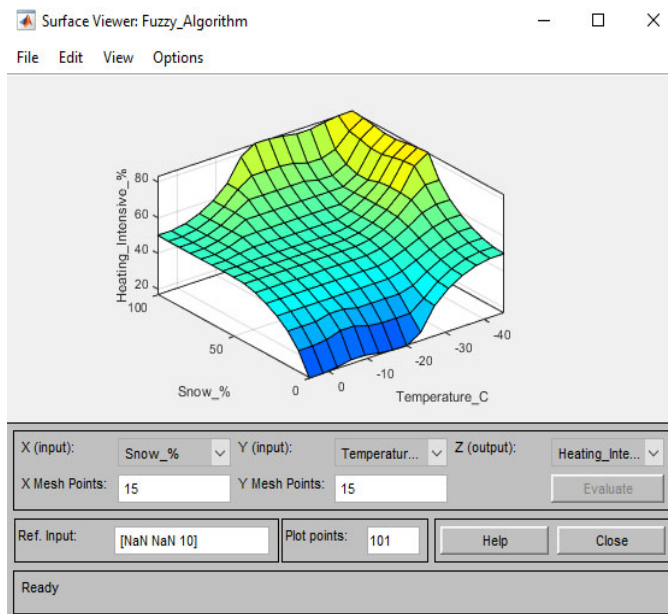 Surface Viewer: Fuzzy_Algorithm
File Edit View Options
80
60
40
20
Heating_Intensive_%
100
50
0
Snow_%
0
-10
-20
-30
-40
Temperature_C
X (input): Snow_% Y (input): Temperatur... Z (output): Heating_Inte...
X Mesh Points: 15 Y Mesh Points: 15 Evaluate
Ref. Input: [NaN NaN 10] Plot points: 101 Help Close
Ready